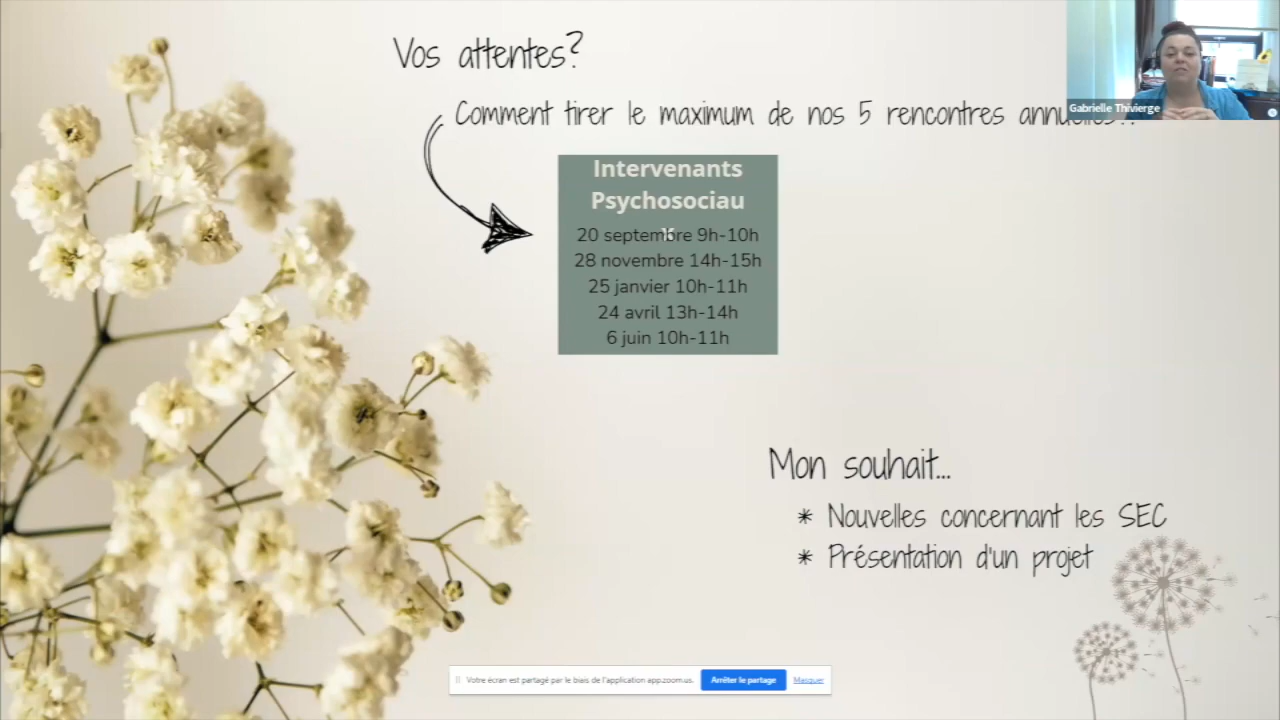 Vos attentes?
Gabrielle Thivierge
Comment tirer le maximum de nos 5 rencontres annuelles??
Intervenants
Psychosociau
x
20 septembre 9h-10h
28 novembre 14h-15h
25 janvier 10h-11h
24 avril 13h-14h
6 juin 10h-11h
Mon souhait...
* Nouvelles concernant les SEC
* Présentation d'un projet
Votre écran est partagé par le biais de l'application app.zoom.us.
Arrêter le partage
Masquer